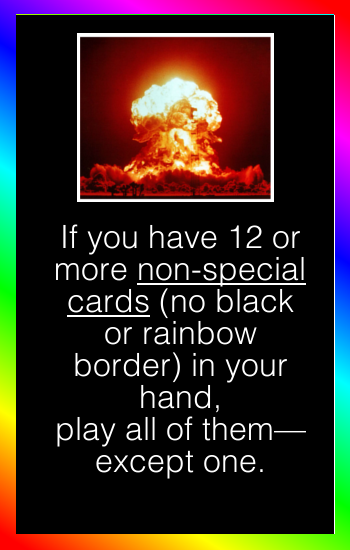 If you have 12 or
more non-special
cards (no black
or rainbow
border) in your
hand,
play all of them—
except one.